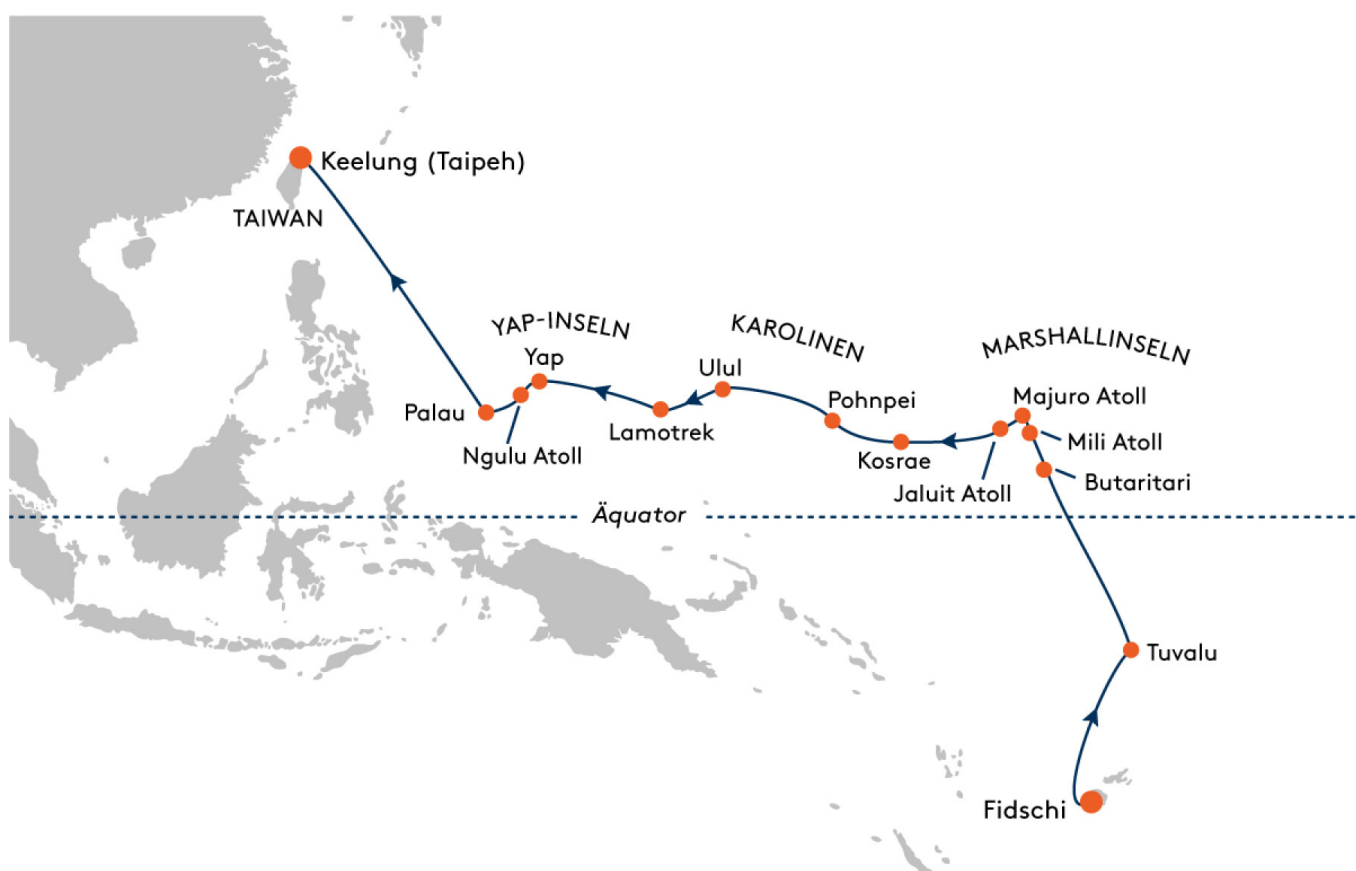 Keelung (Taipeh)
TAIWAN
YAP-INSELN
KAROLINEN
MARSHALLINSELN
Yap
Ulul
Palau
Pohnpei
Majuro Atoll
Lamotrek
Mili Atoll
Ngulu Atoll
Kosrae
Jaluit Atoll
Butaritari
Äquator
Tuvalu
Fidschi